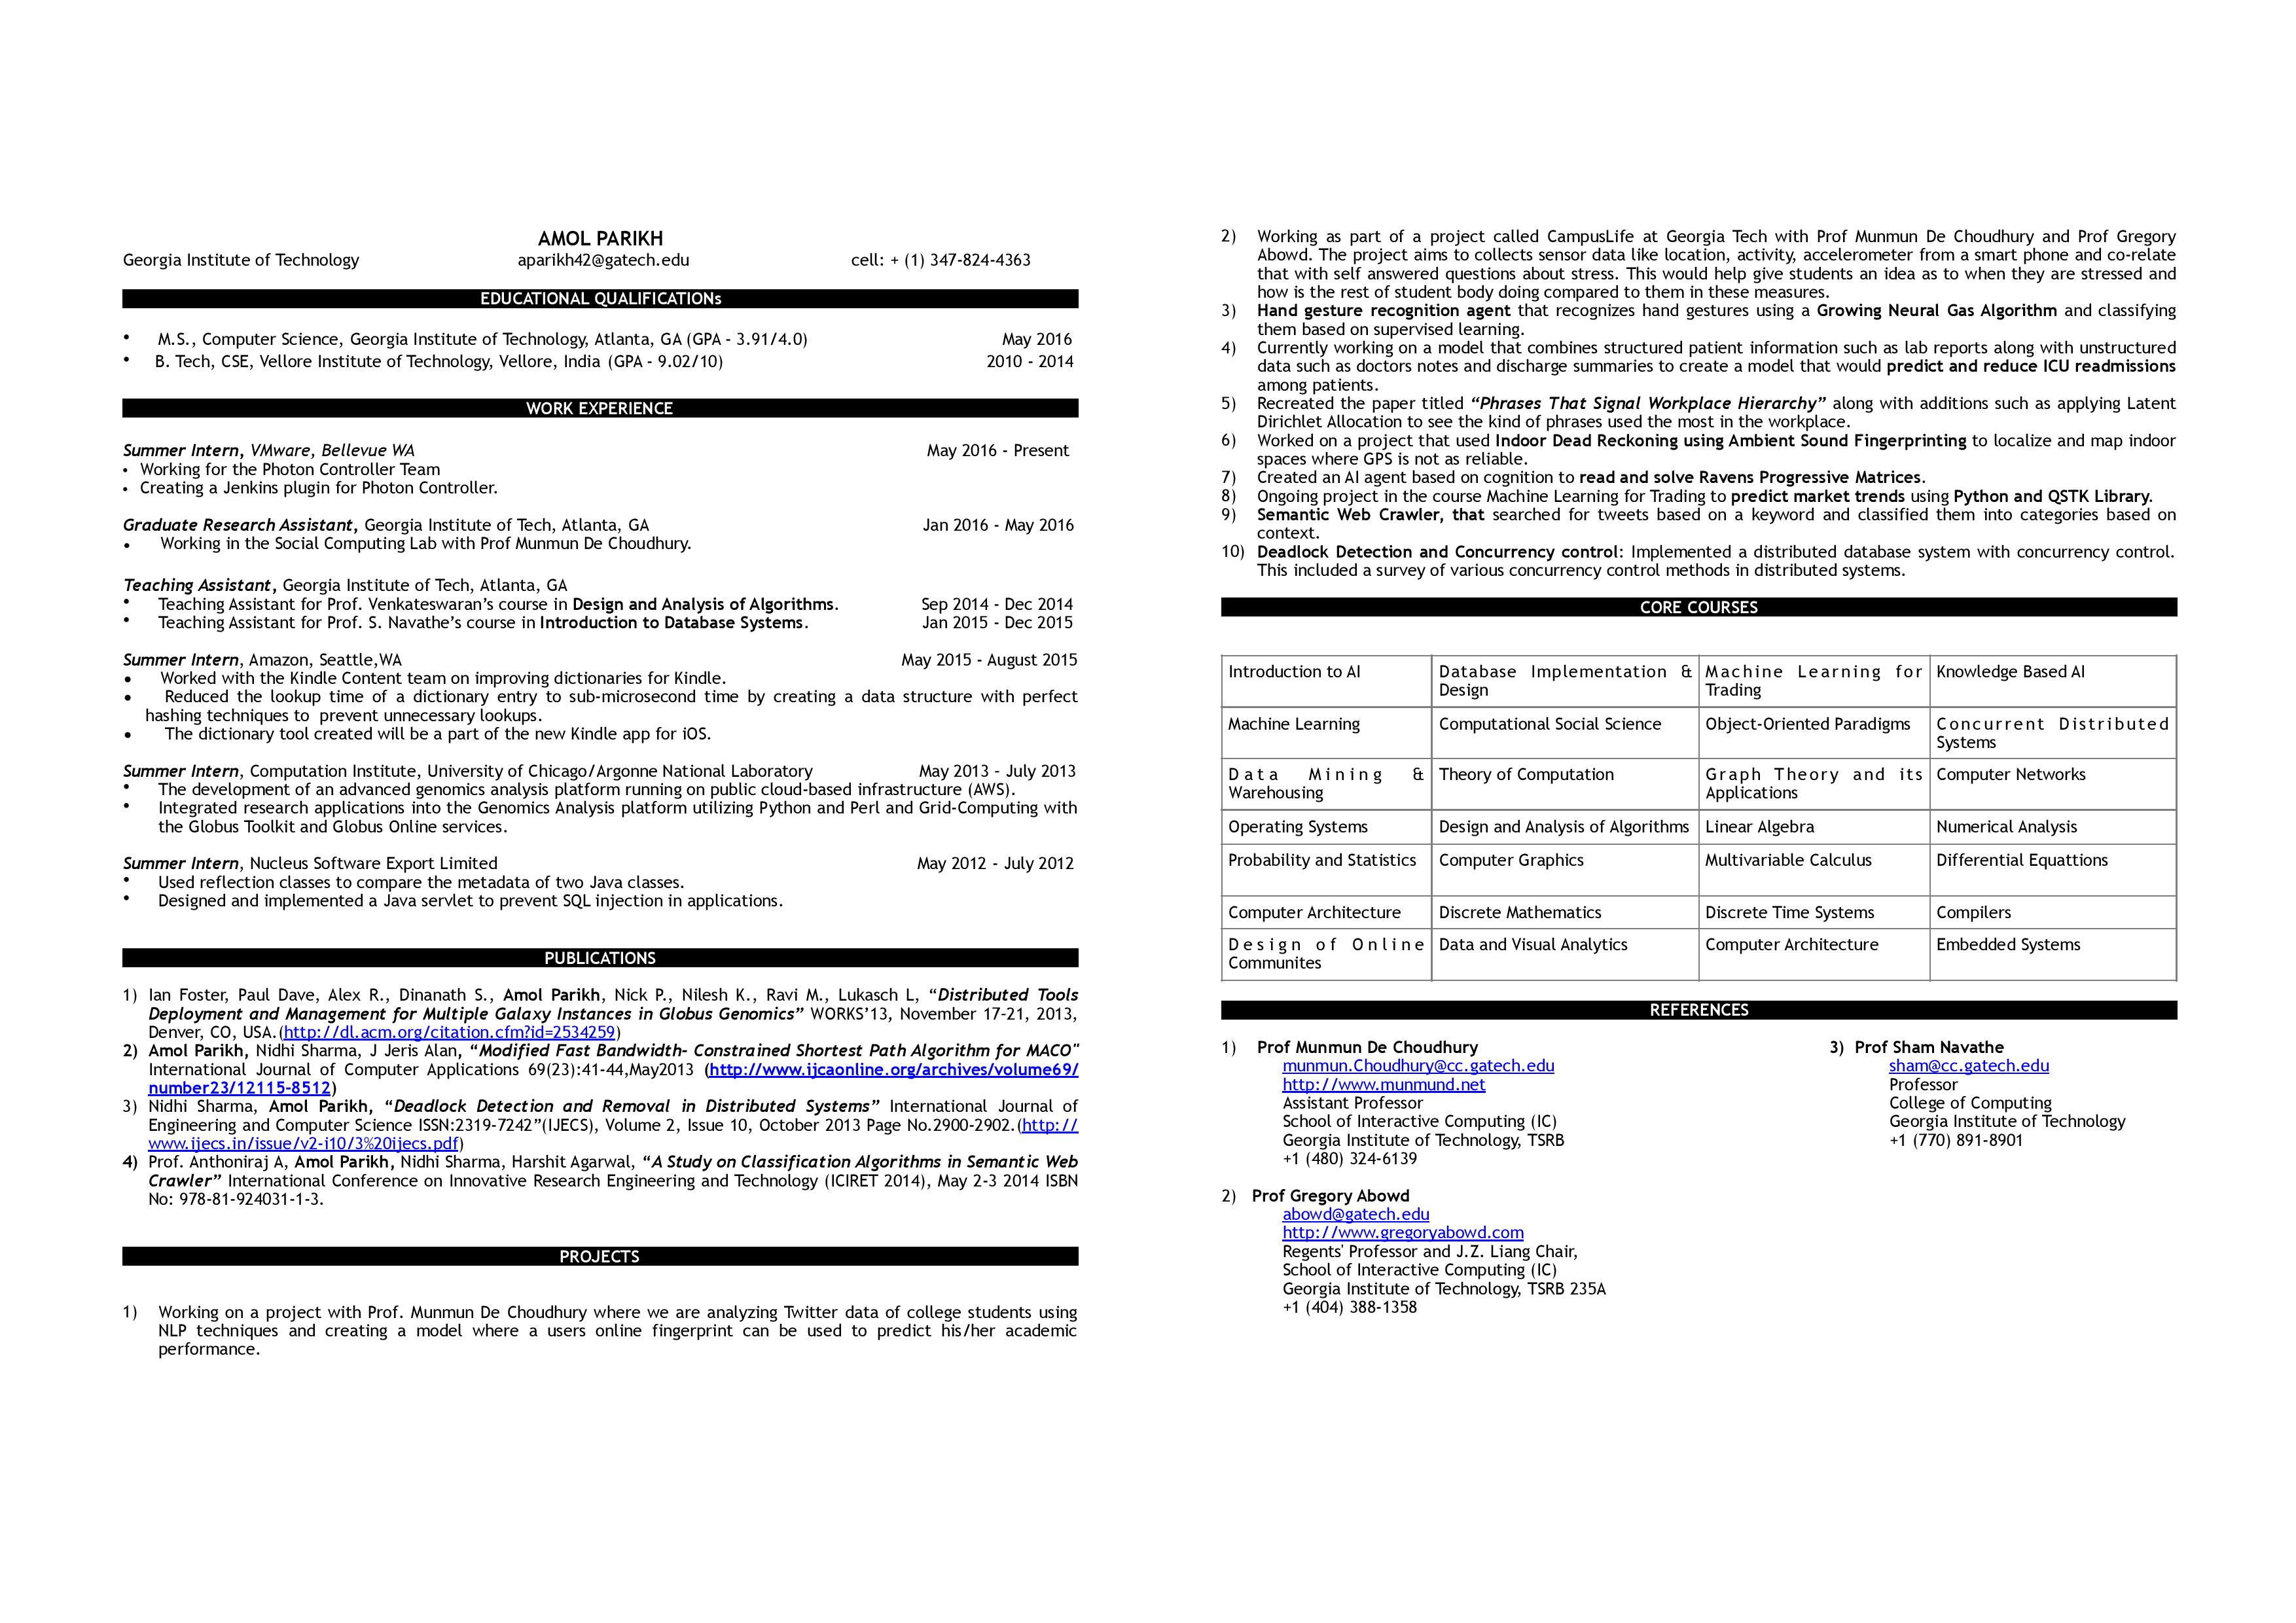 AMOL PARIKH
Georgia Institute of Technology aparikh42@gatech.edu cell: + (1) 347-824-4363
EDUCATIONAL QUALIFICATIONs
• M.S., Computer Science, Georgia Institute of Technology, Atlanta, GA (GPA - 3.91/4.0) May 2016
• B. Tech, CSE, Vellore Institute of Technology, Vellore, India (GPA - 9.02/10) 2010 - 2014
WORK EXPERIENCE
Summer Intern, VMware, Bellevue WA May 2016 - Present
• Working for the Photon Controller Team
• Creating a Jenkins plugin for Photon Controller.
Graduate Research Assistant, Georgia Institute of Tech, Atlanta, GA Jan 2016 - May 2016
• Working in the Social Computing Lab with Prof Munmun De Choudhury.
Teaching Assistant, Georgia Institute of Tech, Atlanta, GA
• Teaching Assistant for Prof. Venkateswaran’s course in Design and Analysis of Algorithms. Sep 2014 - Dec 2014
• Teaching Assistant for Prof. S. Navathe’s course in Introduction to Database Systems. Jan 2015 - Dec 2015
Summer Intern, Amazon, Seattle,WA May 2015 - August 2015
• Worked with the Kindle Content team on improving dictionaries for Kindle.
• Reduced the lookup time of a dictionary entry to sub-microsecond time by creating a data structure with perfect
hashing techniques to prevent unnecessary lookups.
• The dictionary tool created will be a part of the new Kindle app for iOS.
Summer Intern, Computation Institute, University of Chicago/Argonne National Laboratory May 2013 - July 2013
• The development of an advanced genomics analysis platform running on public cloud-based infrastructure (AWS).
• Integrated research applications into the Genomics Analysis platform utilizing Python and Perl and Grid-Computing with
the Globus Toolkit and Globus Online services.
Summer Intern, Nucleus Software Export Limited May 2012 - July 2012
• Used reflection classes to compare the metadata of two Java classes.
• Designed and implemented a Java servlet to prevent SQL injection in applications.
PUBLICATIONS
1) Ian Foster, Paul Dave, Alex R., Dinanath S., Amol Parikh, Nick P., Nilesh K., Ravi M., Lukasch L, “Distributed Tools
Deployment and Management for Multiple Galaxy Instances in Globus Genomics” WORKS’13, November 17-21, 2013,
Denver, CO, USA.(http://dl.acm.org/citation.cfm?id=2534259)
2) Amol Parikh, Nidhi Sharma, J Jeris Alan, “Modified Fast Bandwidth- Constrained Shortest Path Algorithm for MACO"
International Journal of Computer Applications 69(23):41-44,May2013 (http://www.ijcaonline.org/archives/volume69/
number23/12115-8512)
3) Nidhi Sharma, Amol Parikh, “Deadlock Detection and Removal in Distributed Systems” International Journal of
Engineering and Computer Science ISSN:2319-7242”(IJECS), Volume 2, Issue 10, October 2013 Page No.2900-2902.(http://
www.ijecs.in/issue/v2-i10/3%20ijecs.pdf)
4) Prof. Anthoniraj A, Amol Parikh, Nidhi Sharma, Harshit Agarwal, “A Study on Classification Algorithms in Semantic Web
Crawler” International Conference on Innovative Research Engineering and Technology (ICIRET 2014), May 2-3 2014 ISBN
No: 978-81-924031-1-3.
PROJECTS
1) Working on a project with Prof. Munmun De Choudhury where we are analyzing Twitter data of college students using
NLP techniques and creating a model where a users online fingerprint can be used to predict his/her academic
performance.
2) Working as part of a project called CampusLife at Georgia Tech with Prof Munmun De Choudhury and Prof Gregory
Abowd. The project aims to collects sensor data like location, activity, accelerometer from a smart phone and co-relate
that with self answered questions about stress. This would help give students an idea as to when they are stressed and
how is the rest of student body doing compared to them in these measures.
3) Hand gesture recognition agent that recognizes hand gestures using a Growing Neural Gas Algorithm and classifying
them based on supervised learning.
4) Currently working on a model that combines structured patient information such as lab reports along with unstructured
data such as doctors notes and discharge summaries to create a model that would predict and reduce ICU readmissions
among patients.
5) Recreated the paper titled “Phrases That Signal Workplace Hierarchy” along with additions such as applying Latent
Dirichlet Allocation to see the kind of phrases used the most in the workplace.
6) Worked on a project that used Indoor Dead Reckoning using Ambient Sound Fingerprinting to localize and map indoor
spaces where GPS is not as reliable.
7) Created an AI agent based on cognition to read and solve Ravens Progressive Matrices.
8) Ongoing project in the course Machine Learning for Trading to predict market trends using Python and QSTK Library.
9) Semantic Web Crawler, that searched for tweets based on a keyword and classified them into categories based on
context.
10) Deadlock Detection and Concurrency control: Implemented a distributed database system with concurrency control.
This included a survey of various concurrency control methods in distributed systems.
CORE COURSES
Introduction to AI
Database Implementation &
Design
Machine Learning for
Trading
Knowledge Based AI
Machine Learning
Computational Social Science
Object-Oriented Paradigms
Concurrent Distributed
Systems
Data Mining &
Warehousing
Theory of Computation
Graph Theory and its
Applications
Computer Networks
Operating Systems
Design and Analysis of Algorithms
Linear Algebra
Numerical Analysis
Probability and Statistics
Computer Graphics
Multivariable Calculus
Differential Equattions
Computer Architecture
Discrete Mathematics
Discrete Time Systems
Compilers
Design of Online
Communites
Data and Visual Analytics
Computer Architecture
Embedded Systems
REFERENCES
1) Prof Munmun De Choudhury
munmun.Choudhury@cc.gatech.edu
http://www.munmund.net
Assistant Professor
School of Interactive Computing (IC)
Georgia Institute of Technology, TSRB
+1 (480) 324-6139
2) Prof Gregory Abowd
abowd@gatech.edu
http://www.gregoryabowd.com
Regents' Professor and J.Z. Liang Chair,
School of Interactive Computing (IC)
Georgia Institute of Technology, TSRB 235A
+1 (404) 388-1358
3) Prof Sham Navathe
sham@cc.gatech.edu
Professor
College of Computing
Georgia Institute of Technology
+1 (770) 891-8901